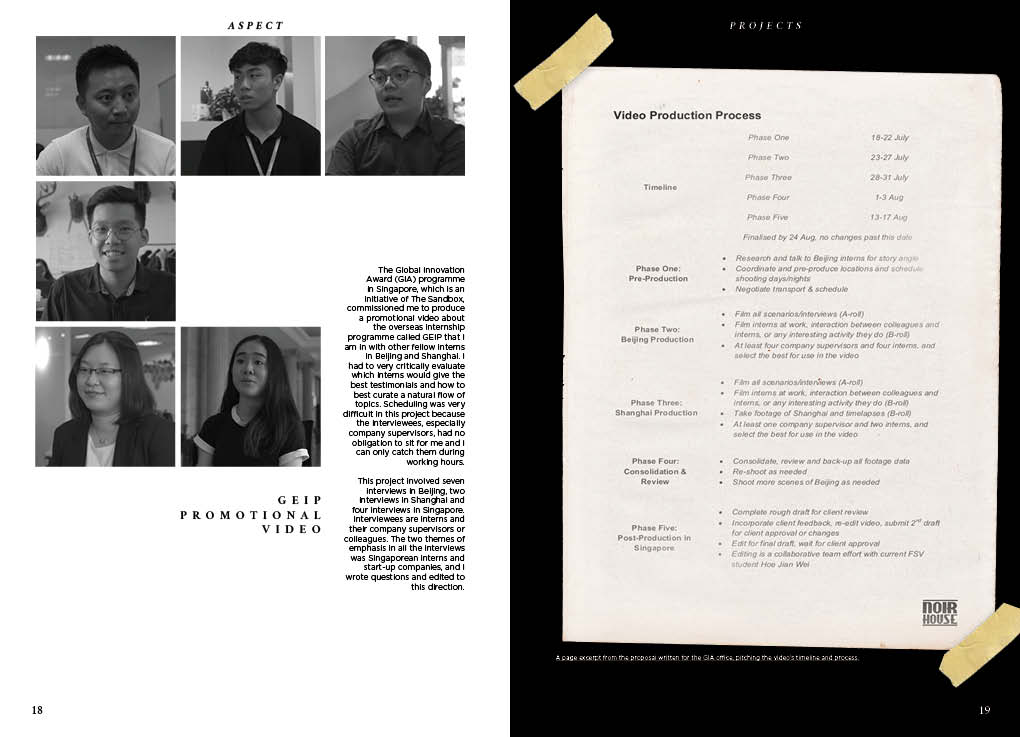 ASPECT
The Global Innovation
Award (GIA) programme
in Singapore, which is an
initiative of The Sandbox,
commissioned me to produce
a promotional video about
the overseas internship
programme called GEIP that I
am in with other fellow interns
in Beijing and Shanghai. I
had to very critically evaluate
which interns would give the
best testimonials and how to
best curate a natural flow of
topics. Scheduling was very
difficult in this project because
the interviewees, especially
company supervisors, had no
obligation to sit for me and I
can only catch them during
working hours.
This project involved seven
interviews in Beijing, two
interviews in Shanghai and
four interviews in Singapore.
Interviewees are interns and
their company supervisors or
colleagues. The two themes of
emphasis in all the interviews
was Singaporean interns and
start-up companies, and I
wrote questions and edited to
this direction.
GEIP
PROMOTIONAL
VIDEO
18
PROJECTS
Video Production Process
Timeline
Phase One 18-22 July
Phase Two 23-27 July
Phase Three 28-31 July
Phase Four 1-3 Aug
Phase Five 13-17 Aug
Finalised by 24 Aug, no changes past this date
Phase One:
Pre-Production
• Research and talk to Beijing interns for story angle
• Coordinate and pre-produce locations and schedule
shooting days/nights
• Negotiate transport & schedule
Phase Two:
Beijing Production
• Film all scenarios/interviews (A-roll)
• Film interns at work, interaction between colleagues and
interns, or any interesting activity they do (B-roll)
• At least four company supervisors and four interns, and
select the best for use in the video
Phase Three:
Shanghai Production
• Film all scenarios/interviews (A-roll)
• Film interns at work, interaction between colleagues and
interns, or any interesting activity they do (B-roll)
• Take footage of Shanghai and timelapses (B-roll)
• At least one company supervisor and two interns, and
select the best for use in the video
Phase Four:
Consolidation &
Review
• Consolidate, review and back-up all footage data
• Re-shoot as needed
• Shoot more scenes of Beijing as needed
Phase Five:
Post-Production in
Singapore
• Complete rough draft for client review
• Incorporate client feedback, re-edit video, submit 2nd draft
for client approval or changes
• Edit for final draft, wait for client approval
• Editing is a collaborative team effort with current FSV
student Hoe Jian Wei
NOIR
HOUSE
A page excerpt from the proposal written for the GIA office, pitching the video's timeline and process.
19